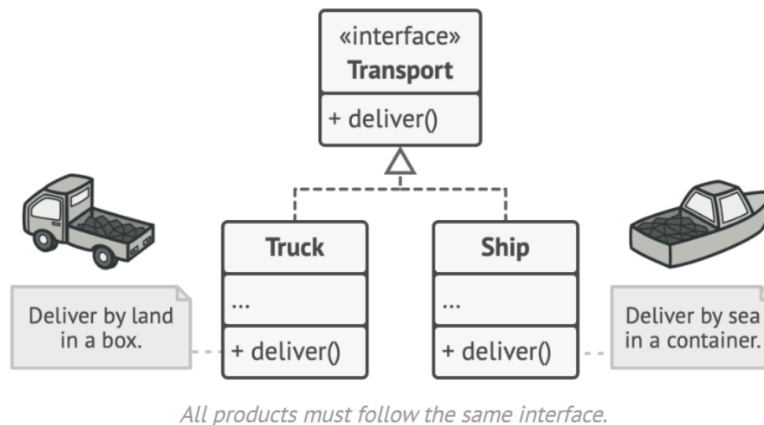 «interface»
Transport
+ deliver()
Truck
Ship
...
...
Deliver by land
in a box.
+ deliver()
+ deliver()
Deliver by sea
in a container.
All products must follow the same interface.